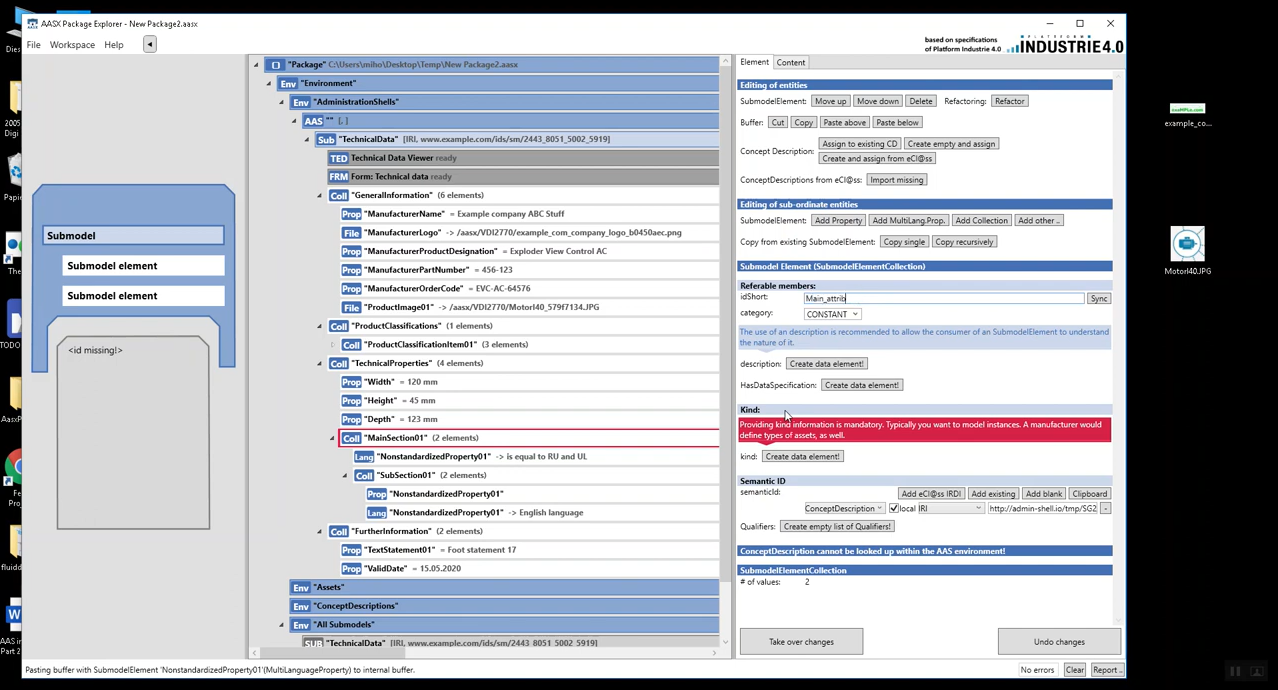 AASX Package Explorer - New Package2.aasx
File Workspace Help
based on specifications
of Platform Industrie 4.0
PLATFORM
INDUSTRIE4.0
Submodel
Submodel element
Submodel element
<id missing!>
"Package" C:\Users\miho\Desktop\Temp\New Package2.aasx
Env "Environment"
Env "AdministrationShells"
AAS "" [, ]
Sub "TechnicalData" [IRI, www.example.com/ids/sm/2443_8051_5002_5919]
TED Technical Data Viewer ready
FRM Form: Technical data ready
Coll "GeneralInformation" (6 elements)
Prop "ManufacturerName" = Example company ABC Stuff
File "ManufacturerLogo" -> /aasx/VDI2770/example_com_company_logo_b0450aec.png
Prop "ManufacturerProductDesignation" = Exploder View Control AC
Prop "ManufacturerPartNumber" = 456-123
Prop "ManufacturerOrderCode" = EVC-AC-64576
File "ProductImage01" -> /aasx/VDI2770/MotorI40_579f7134.JPG
Coll "ProductClassifications" (1 elements)
Coll "ProductClassificationItem01" (3 elements)
Coll "TechnicalProperties" (4 elements)
Prop "Width" = 120 mm
Prop "Height" = 45 mm
Prop "Depth" = 123 mm
Coll "MainSection01" (2 elements)
Lang "NonstandardizedProperty01" -> is equal to RU and UL
Coll "SubSection01" (2 elements)
Prop "NonstandardizedProperty01"
Lang "NonstandardizedProperty01" -> English language
Coll "FurtherInformation" (2 elements)
Prop "TextStatement01" = Foot statement 17
Prop "ValidDate" = 15.05.2020
Env "Assets"
Env "ConceptDescriptions"
Env "All Submodels"
SUB "TechnicalData" [IRI, www.example.com/ids/sm/2443_8051_5002_5919]
Element Content
Editing of entities
SubmodelElement: Move up Move down Delete Refactoring: Refactor
Buffer: Cut Copy Paste above Paste below
Concept Description: Assign to existing CD Create empty and assign
Create and assign from eCl@ss
ConceptDescriptions from eCl@ss: Import missing
Editing of sub-ordinate entities
SubmodelElement: Add Property Add MultiLang.Prop. Add Collection Add other ..
Copy from existing SubmodelElement: Copy single Copy recursively
Submodel Element (SubmodelElementCollection)
Referable members:
idShort: Main_attrib Sync
category: CONSTANT
The use of an description is recommended to allow the consumer of an SubmodelElement to understand
the nature of it.
description: Create data element!
HasDataSpecification: Create data element!
Kind:
Providing kind information is mandatory. Typically you want to model instances. A manufacturer would
define types of assets, as well.
kind: Create data element!
Semantic ID
semanticId: Add eCl@ss IRDI Add existing Add blank Clipboard
ConceptDescription local IRI http://admin-shell.io/tmp/SG2 -
Qualifiers: Create empty list of Qualifiers!
ConceptDescription cannot be looked up within the AAS environment!
SubmodelElementCollection
# of values: 2
Take over changes Undo changes
Pasting buffer with SubmodelElement 'NonstandardizedProperty01'(MultiLanguageProperty) to internal buffer.
No errors Clear Report ..
example_co...
MotorI40.JPG